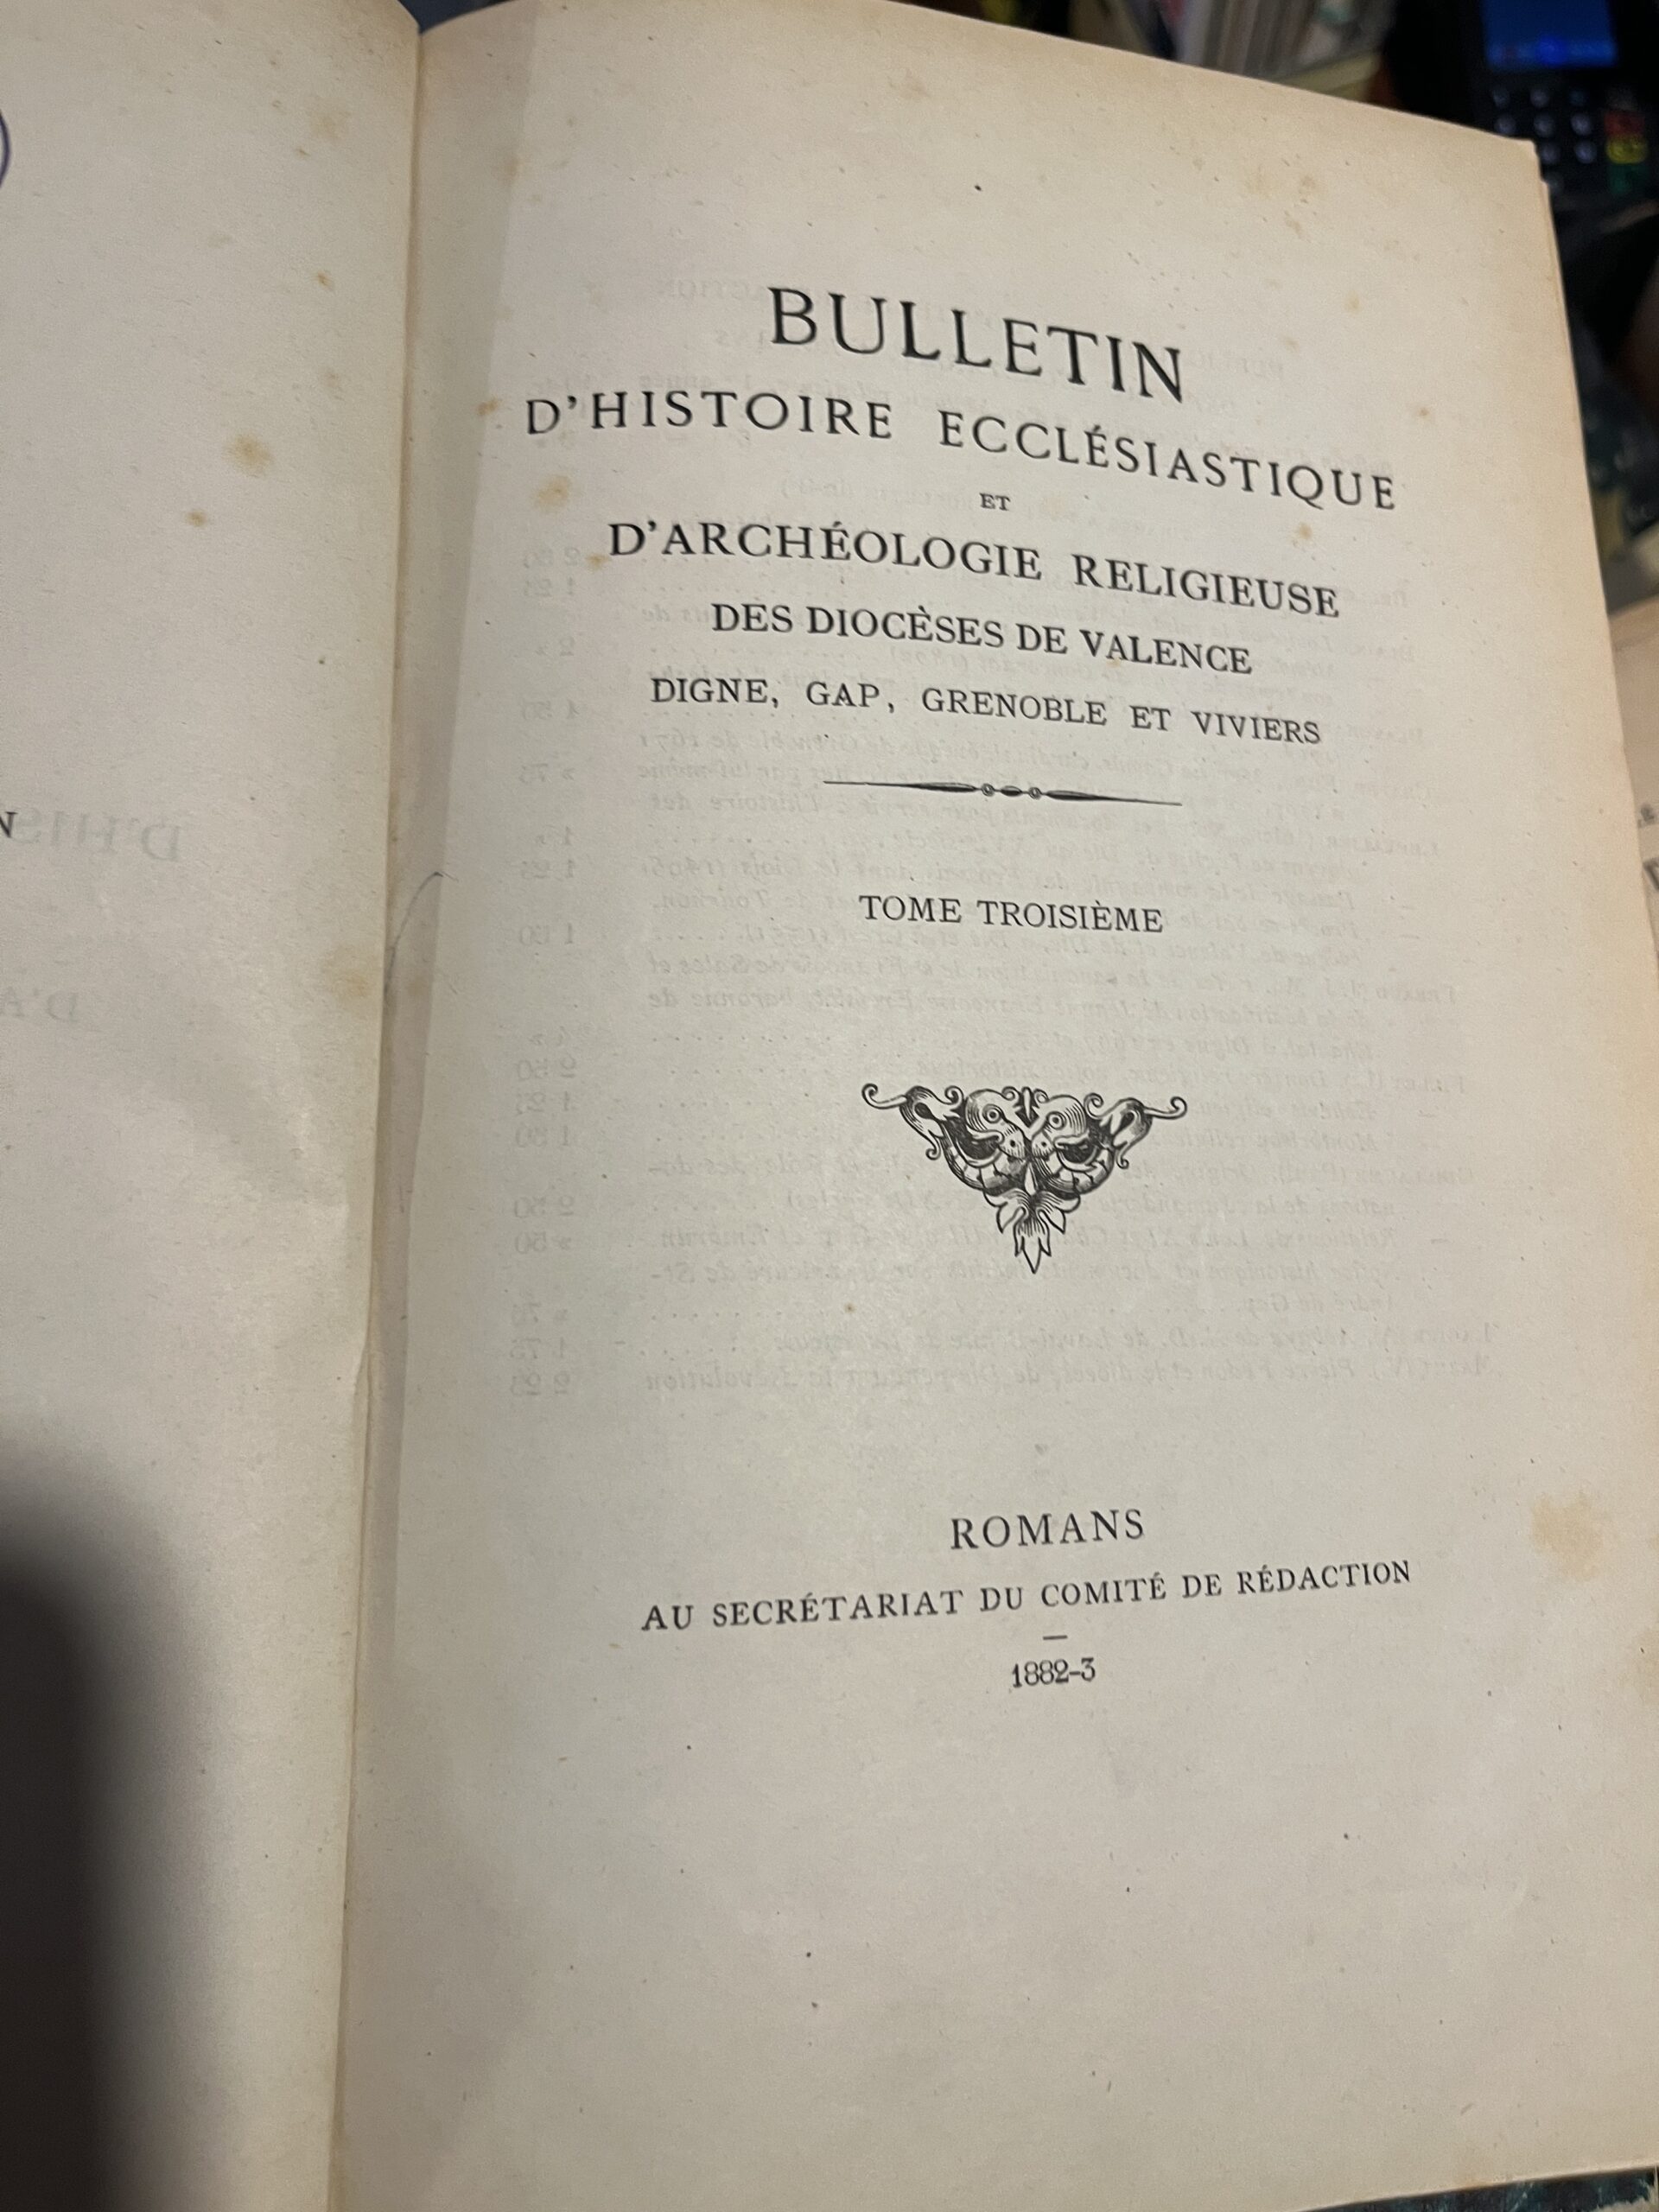 BULLETIN
D'HISTOIRE ECCLÉSIASTIQUE
ET
D'ARCHÉOLOGIE RELIGIEUSE
DES DIOCÈSES DE VALENCE
DIGNE, GAP, GRENOBLE ET VIVIERS
TOME TROISIÈME
ROMANS
AU SECRÉTARIAT DU COMITÉ DE RÉDACTION
1882-3